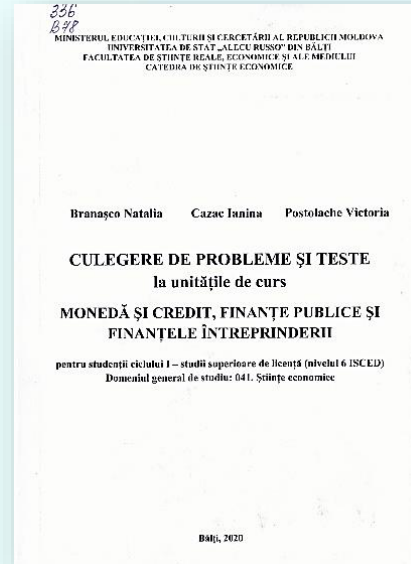 336
B78
MINISTERUL EDUCAȚIEI, CULTURII ȘI CERCETĂRII AL REPUBLICII MOLDOVA
UNIVERSITATEA DE STAT „ALECU RUSSO” DIN BĂLȚI
FACULTATEA DE ȘTIINȚE REALE, ECONOMICE ȘI ALE MEDIULUI
CATEDRA DE ȘTIINȚE ECONOMICE
Branașco Natalia Cazac Ianina Postolache Victoria
CULEGERE DE PROBLEME ȘI TESTE
la unitățile de curs
MONEDĂ ȘI CREDIT, FINANȚE PUBLICE ȘI
FINANȚELE ÎNTREPRINDERII
pentru studenții ciclului I – studii superioare de licență (nivelul 6 ISCED)
Domeniul general de studiu: 041. Științe economice
Bălți, 2020